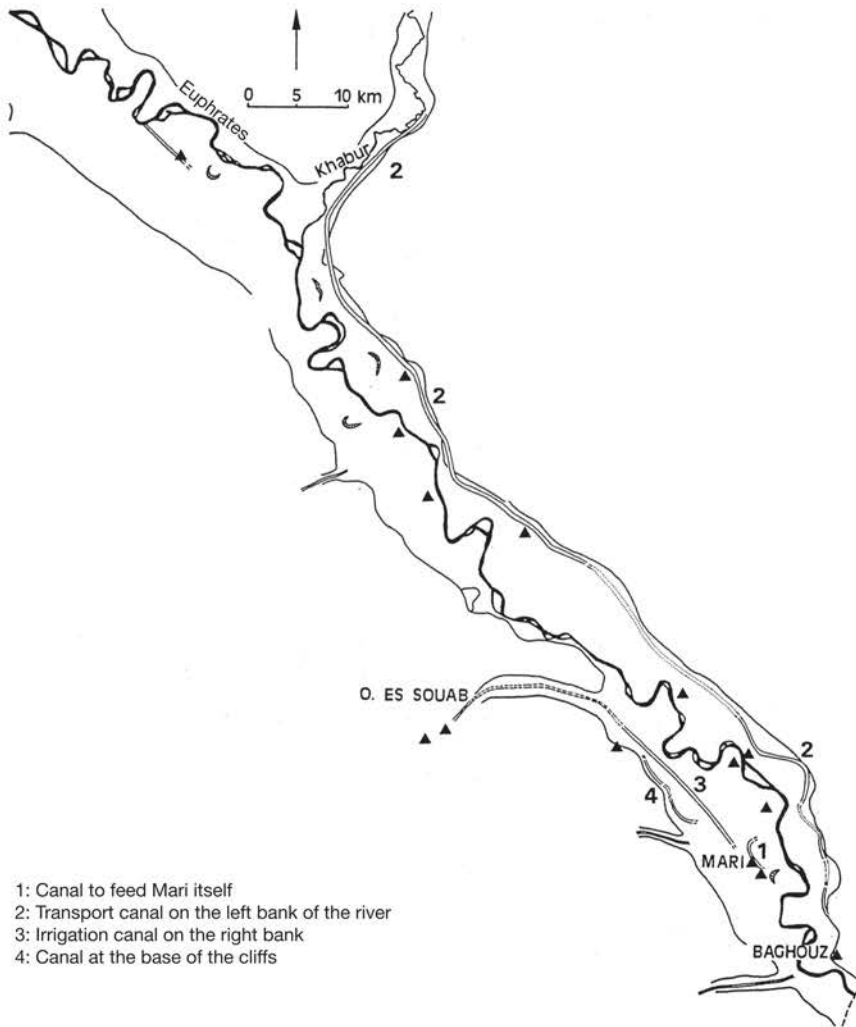 0 5 10 km
Euphrates
Khabur
2
2
O. ES SOUAB
2
3
4
1
MARI
BAGHOUZ
1: Canal to feed Mari itself
2: Transport canal on the left bank of the river
3: Irrigation canal on the right bank
4: Canal at the base of the cliffs